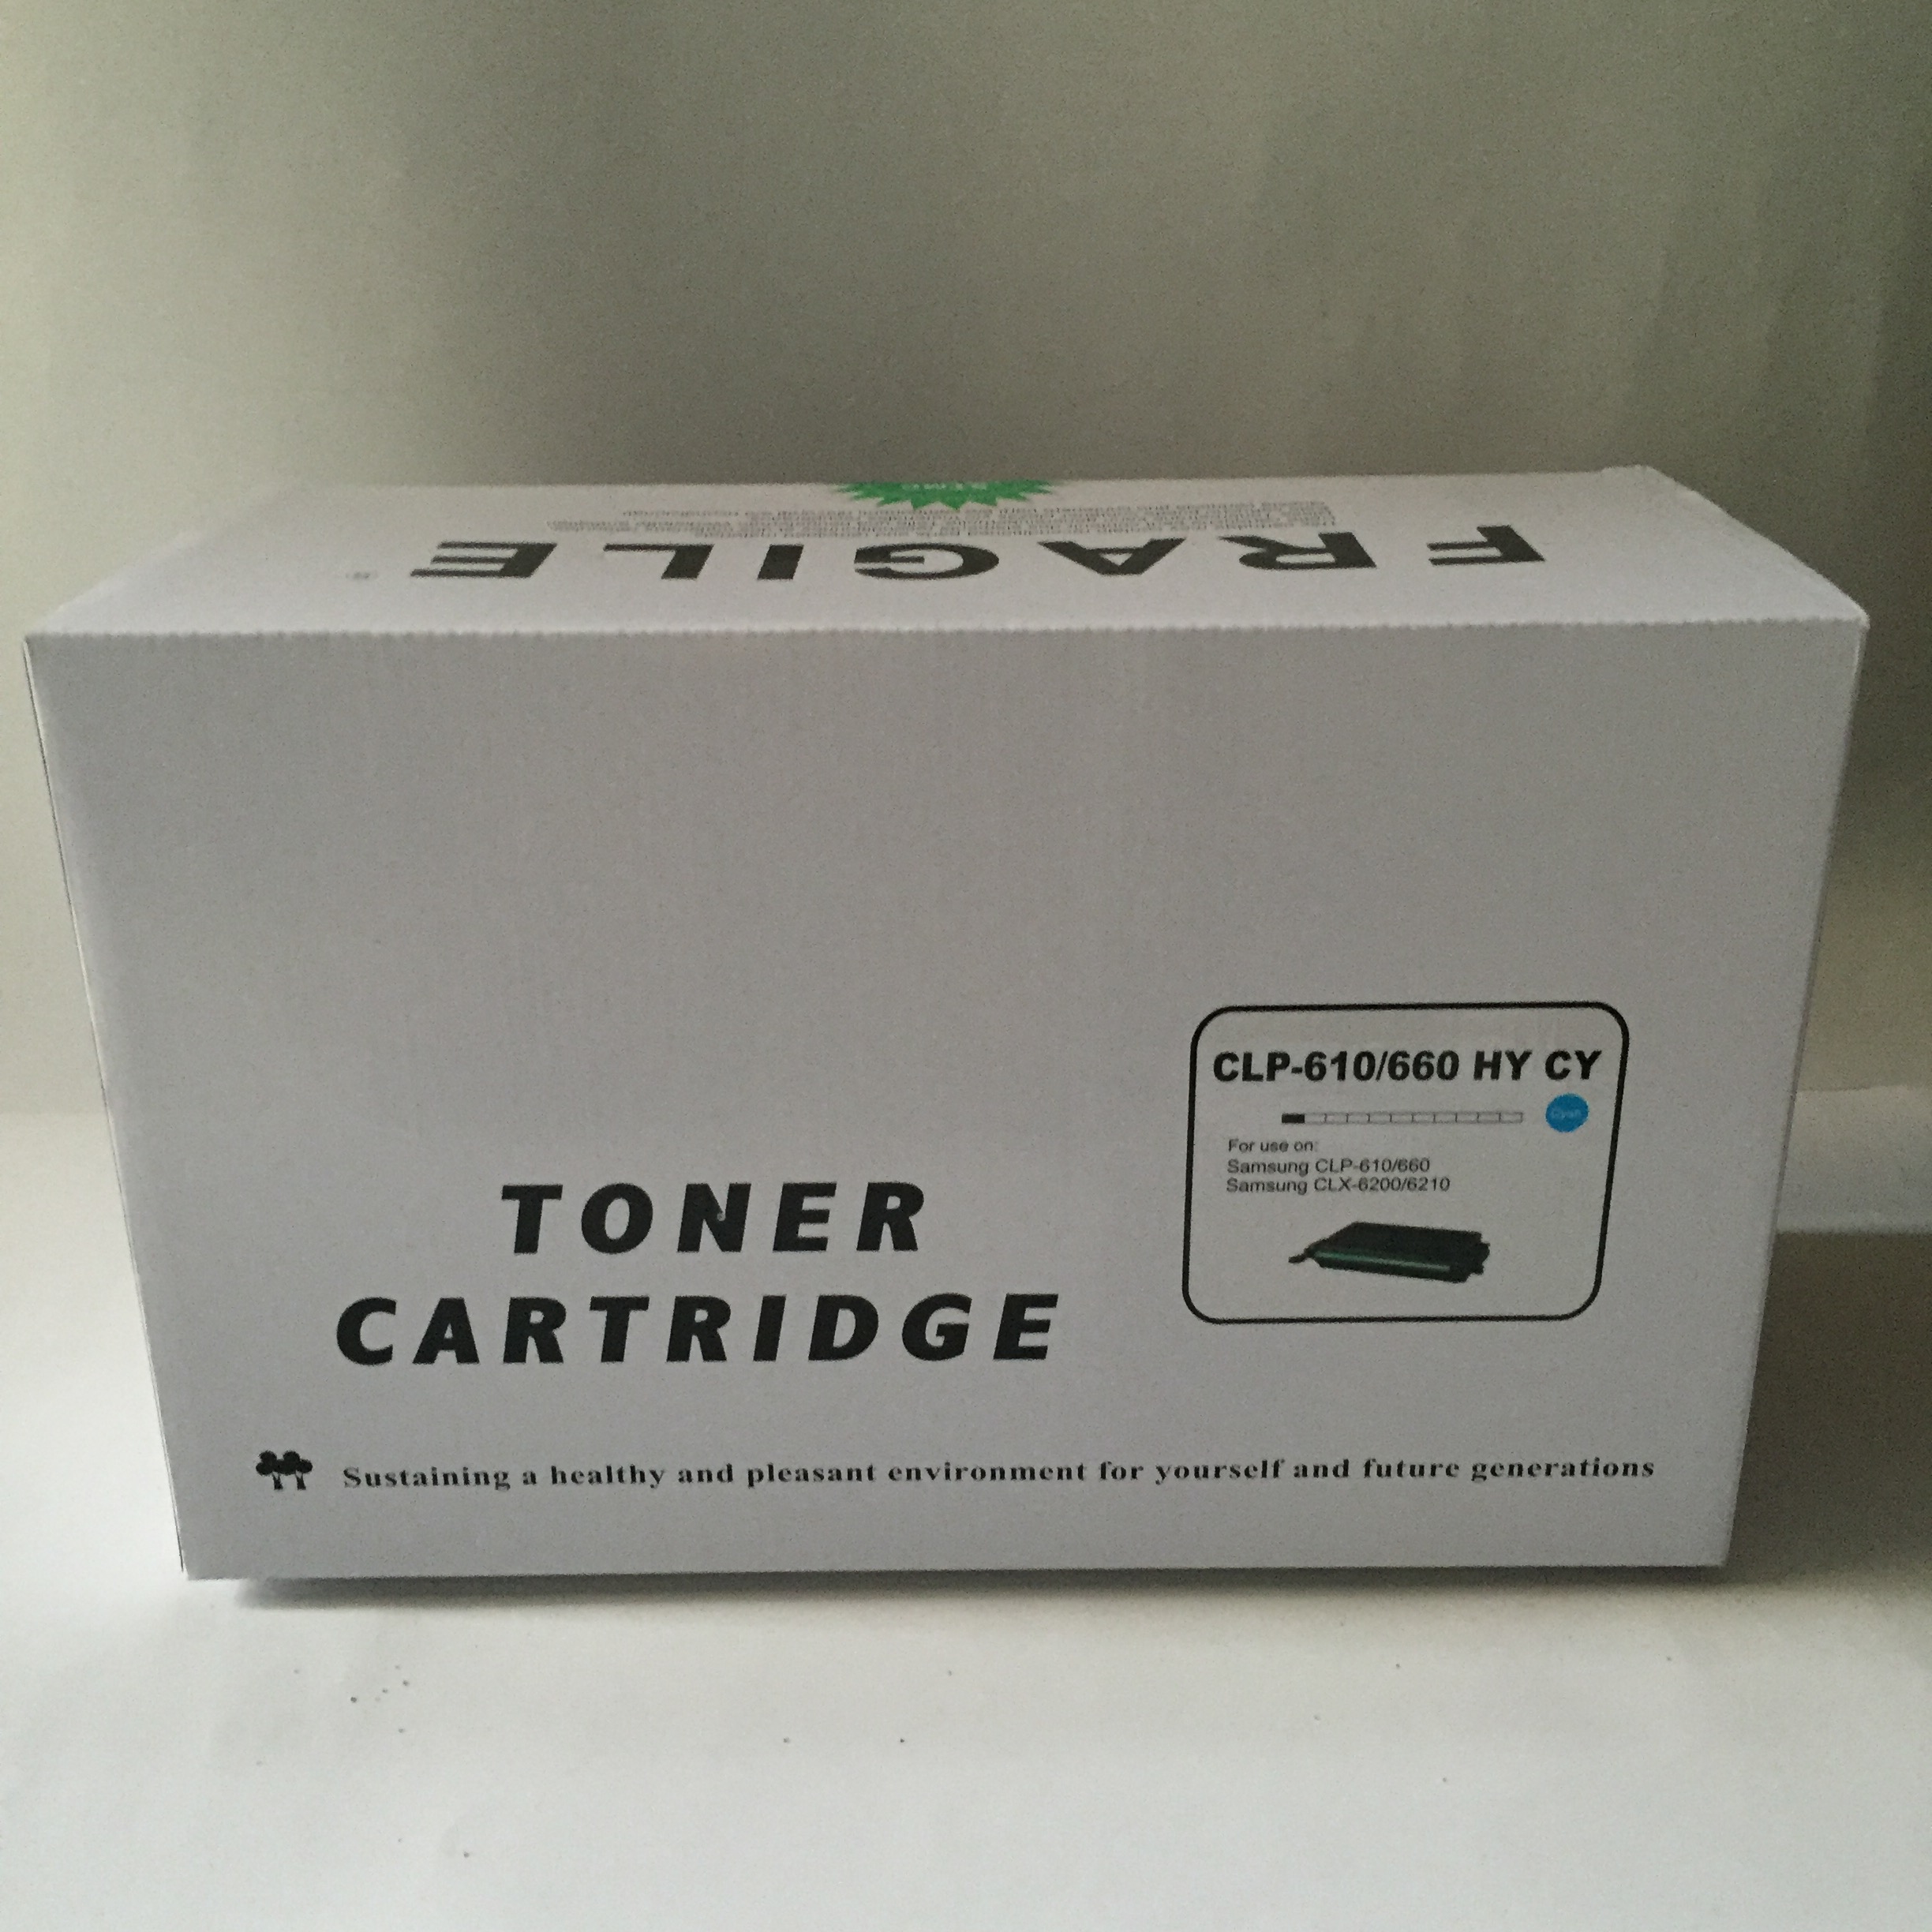 FRAGILE
TONER
CARTRIDGE
CLP-610/660 HY CY
Cyan
For use on:
Samsung CLP-610/660
Samsung CLX-6200/6210
Sustaining a healthy and pleasant environment for yourself and future generations